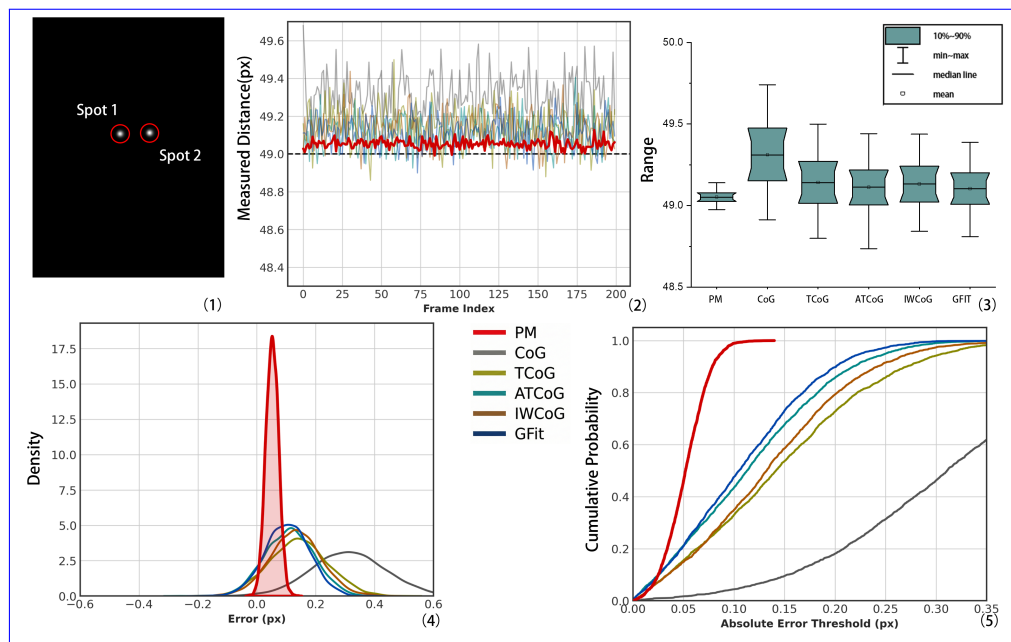 Spot 1
Spot 2
(1)
Measured Distance(px)
49.6
49.4
49.2
49.0
48.8
48.6
48.4
0 25 50 75 100 125 150 175 200
Frame Index
(2)
Range
50.0
49.5
49.0
48.5
10%~90%
min~max
median line
mean
PM CoG TCoG ATCoG IWCoG GFIT
(3)
Density
17.5
15.0
12.5
10.0
7.5
5.0
2.5
0.0
−0.6 −0.4 −0.2 0.0 0.2 0.4 0.6
Error (px)
(4)
PM
CoG
TCoG
ATCoG
IWCoG
GFit
Cumulative Probability
1.0
0.8
0.6
0.4
0.2
0.0
0.00 0.05 0.10 0.15 0.20 0.25 0.30 0.35
Absolute Error Threshold (px)
(5)